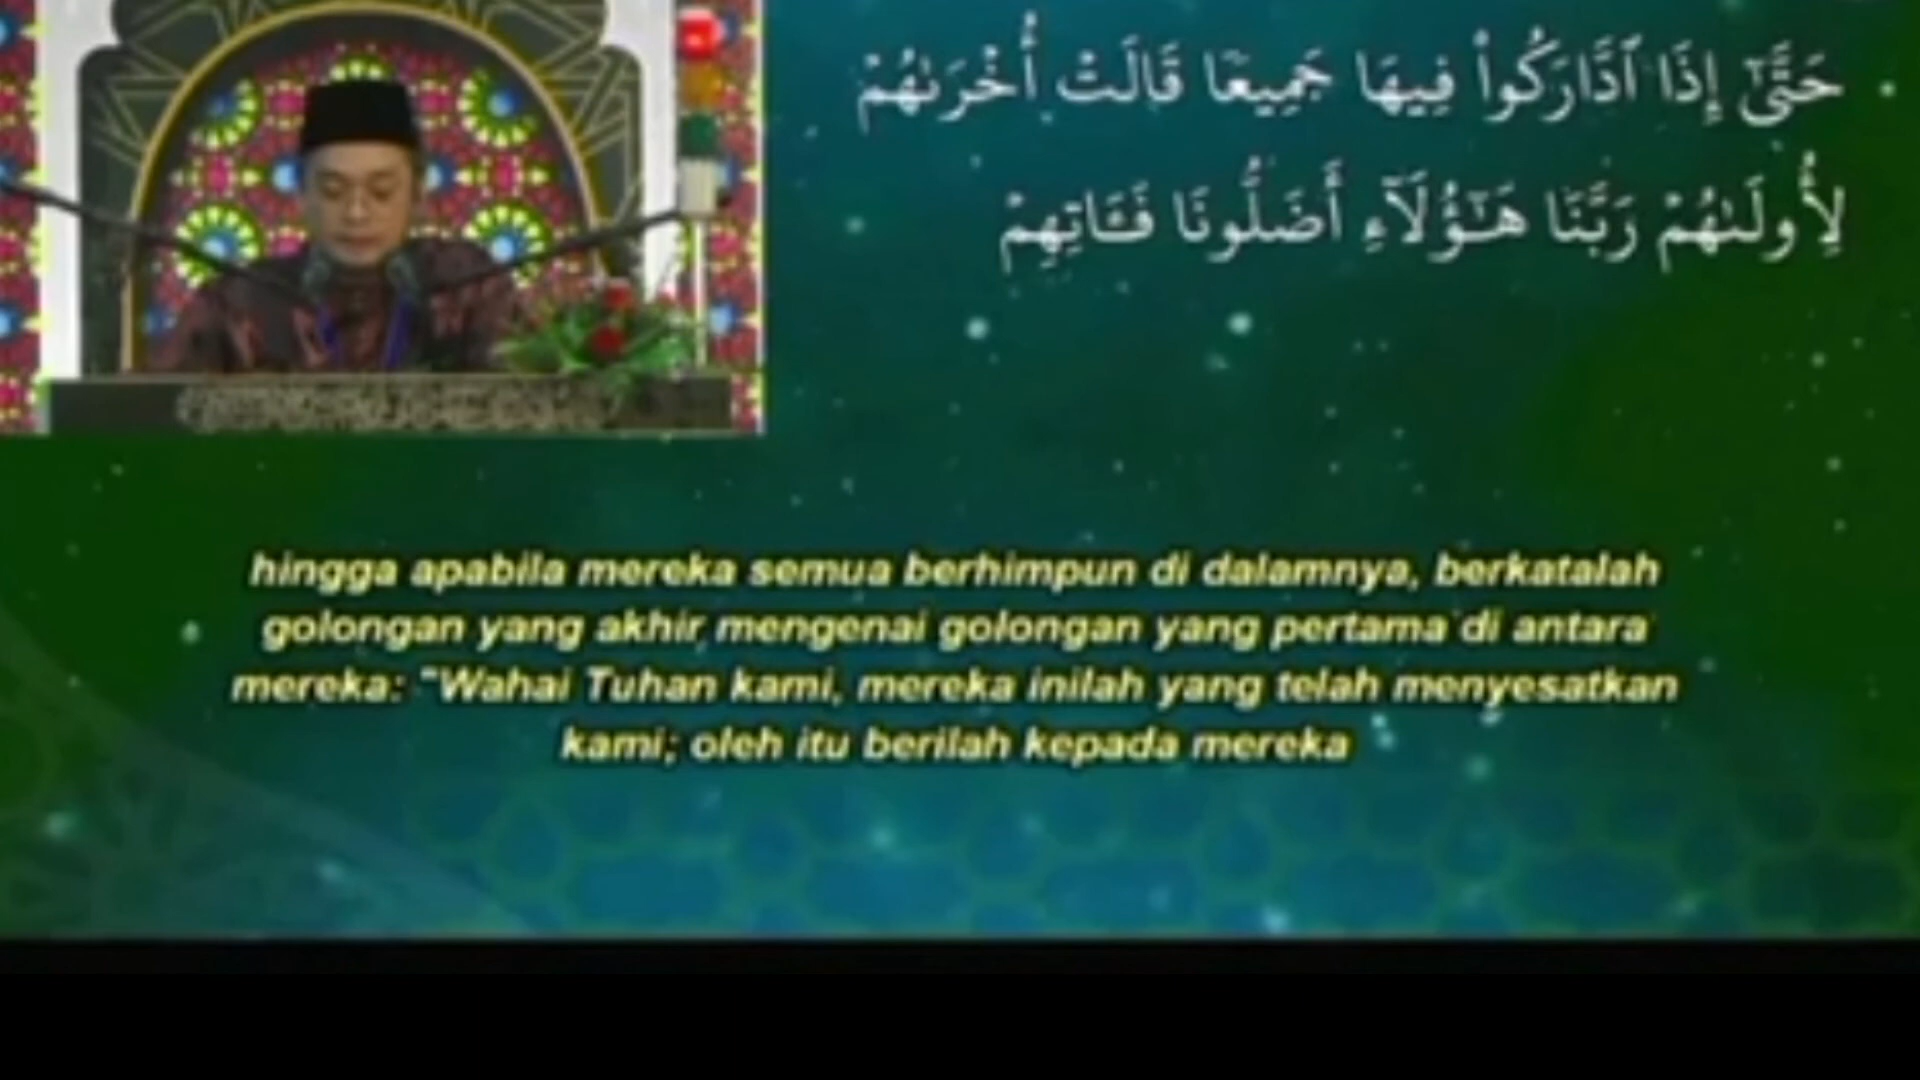 حَتَّىٰٓ إِذَا ٱدَّارَكُوا۟ فِيهَا جَمِيعًا قَالَتْ أُخْرَىٰهُمْ
لِأُولَىٰهُمْ رَبَّنَا هَـٰٓؤُلَآءِ أَضَلُّونَا فَـَٔاتِهِمْ
hingga apabila mereka semua berhimpun di dalamnya, berkatalah
golongan yang akhir mengenai golongan yang pertama di antara
mereka: "Wahai Tuhan kami, mereka inilah yang telah menyesatkan
kami; oleh itu berilah kepada mereka